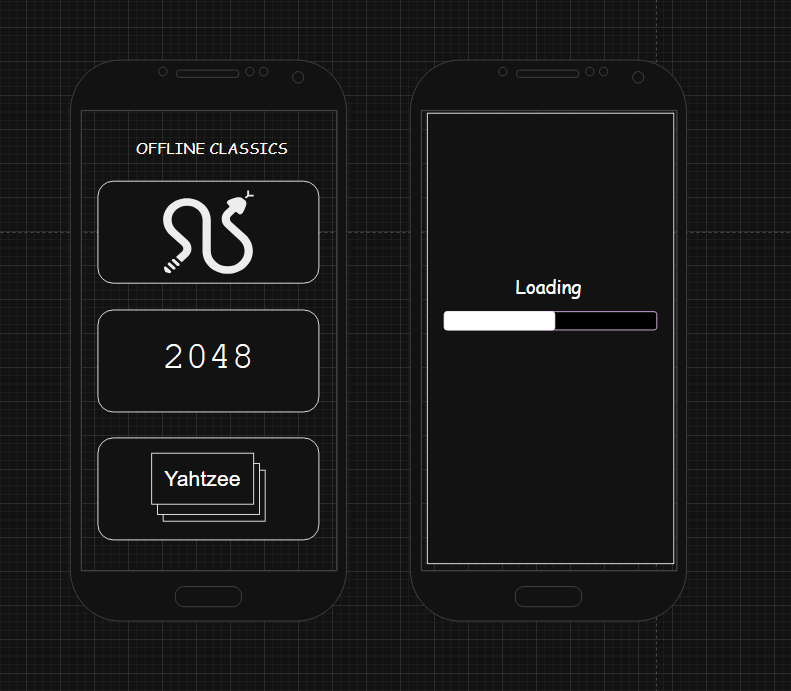 OFFLINE CLASSICS
2048
Yahtzee
Loading